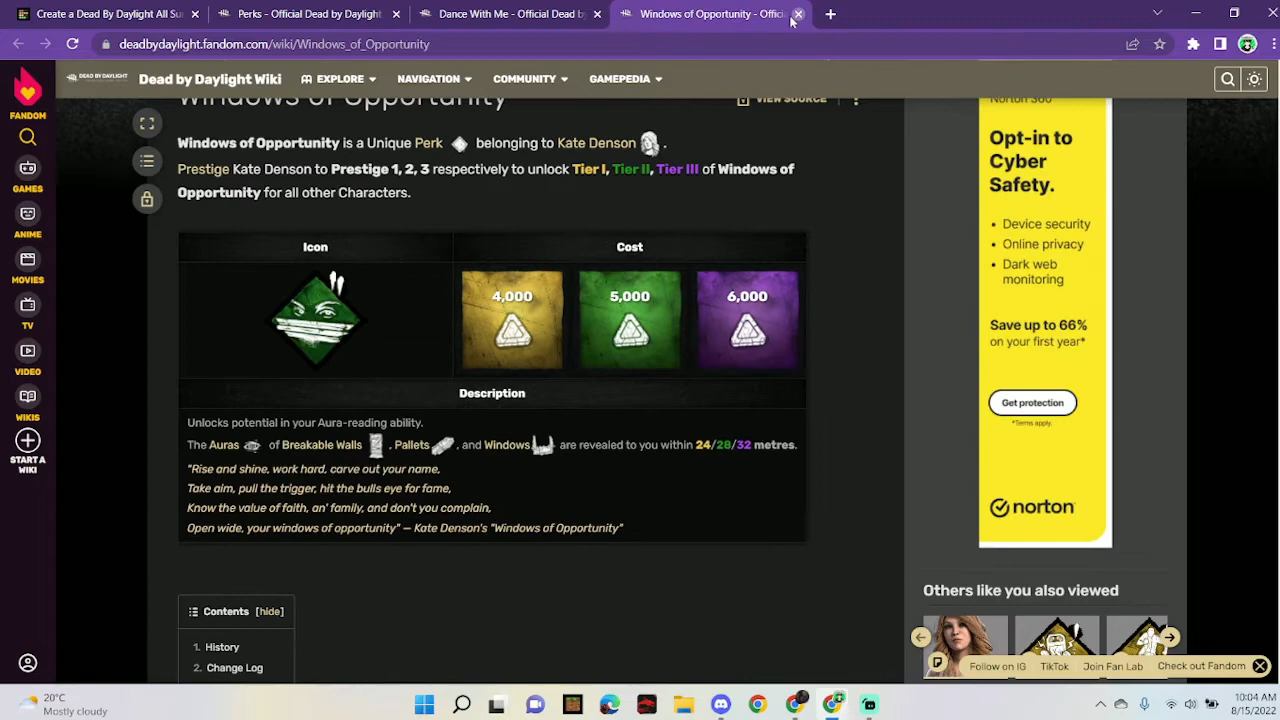 Create a Deadbydaylight All Su
Perks - Official Dead by Daylight
Dance With Me - Official Dead by
Windows of Opportunity - Offici
deadbydaylight.fandom.com/wiki/Windows_of_Opportunity
FANDOM
GAMES
ANIME
MOVIES
TV
VIDEO
WIKIS
START A
WIKI
DEAD BY DAYLIGHT
Dead by Daylight Wiki
EXPLORE
NAVIGATION
COMMUNITY
GAMEPEDIA
Windows of Opportunity
VIEW SOURCE
Windows of Opportunity is a Unique Perk belonging to Kate Denson .
Prestige Kate Denson to Prestige 1, 2, 3 respectively to unlock Tier I, Tier II, Tier III of Windows of
Opportunity for all other Characters.
Icon
Cost
4,000
5,000
6,000
Description
Unlocks potential in your Aura-reading ability.
The Auras of Breakable Walls , Pallets , and Windows are revealed to you within 24/28/32 metres.
"Rise and shine, work hard, carve out your name,
Take aim, pull the trigger, hit the bulls eye for fame,
Know the value of faith, an' family, and don't you complain,
Open wide, your windows of opportunity" — Kate Denson's "Windows of Opportunity"
Contents [hide]
1. History
2. Change Log
Norton 360
Opt-in to
Cyber
Safety.
• Device security
• Online privacy
• Dark web
monitoring
Save up to 66%
on your first year*
Get protection
*Terms apply.
norton
Others like you also viewed
Follow on IG
TikTok
Join Fan Lab
Check out Fandom
20°C
Mostly cloudy
10:04 AM
8/15/2022